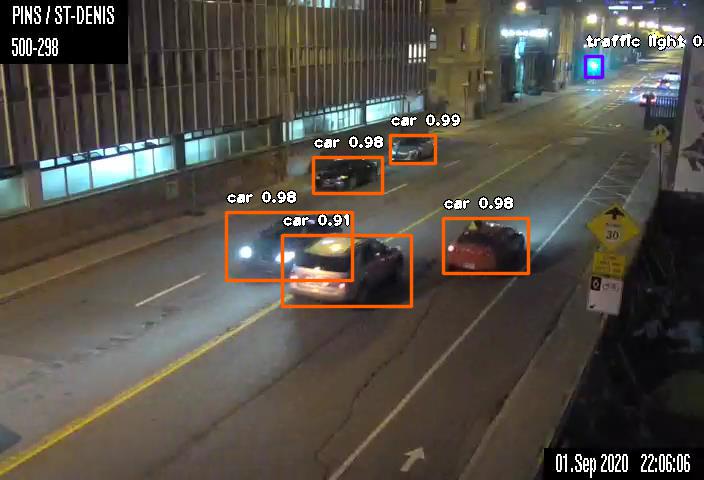 PINS / ST-DENIS
500-298
traffic light 0.
car 0.99
car 0.98
car 0.98
car 0.98
car 0.91
30
01.Sep 2020 22:06:06